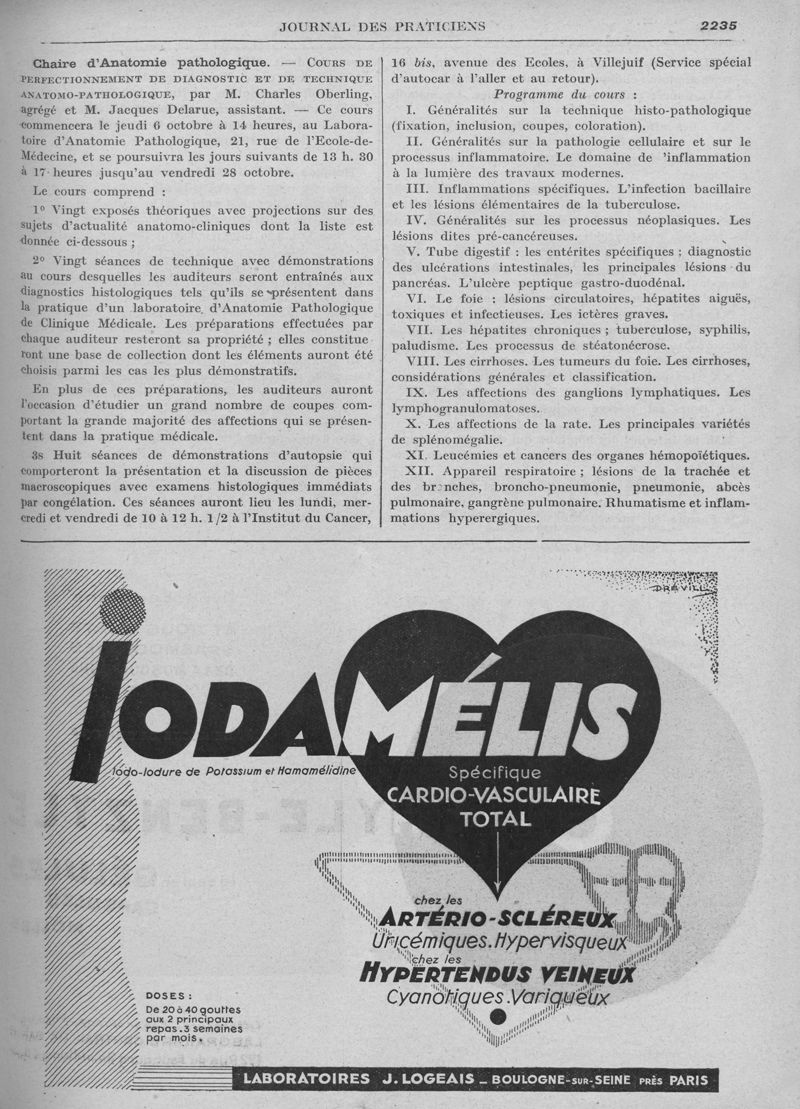 JOURNAL DES PRATICIENS
2235
Chaire d'Anatomie pathologique. — COURS DE
PERFECTIONNEMENT DE DIAGNOSTIC ET DE TECHNIQUE
ANATOMO-PATHOLOGIQUE, par M. Charles Oberling,
agrégé et M. Jacques Delarue, assistant. — Ce cours
commencera le jeudi 6 octobre à 14 heures, au Labora-
toire d'Anatomie Pathologique, 21, rue de l'Ecole-de-
Médecine, et se poursuivra les jours suivants de 13 h. 30
à 17 heures jusqu'au vendredi 28 octobre.
Le cours comprend :
1º Vingt exposés théoriques avec projections sur des
sujets d'actualité anatomo-cliniques dont la liste est
donnée ci-dessous ;
2º Vingt séances de technique avec démonstrations
au cours desquelles les auditeurs seront entraînés aux
diagnostics histologiques tels qu'ils se présentent dans
la pratique d'un laboratoire d'Anatomie Pathologique
de Clinique Médicale. Les préparations effectuées par
chaque auditeur resteront sa propriété ; elles constitue
ront une base de collection dont les éléments auront été
choisis parmi les cas les plus démonstratifs.
En plus de ces préparations, les auditeurs auront
l'occasion d'étudier un grand nombre de coupes com-
portant la grande majorité des affections qui se présen-
tent dans la pratique médicale.
3s Huit séances de démonstrations d'autopsie qui
comporteront la présentation et la discussion de pièces
macroscopiques avec examens histologiques immédiats
par congélation. Ces séances auront lieu les lundi, mer-
credi et vendredi de 10 à 12 h. 1/2 à l'Institut du Cancer,
16 bis, avenue des Ecoles, à Villejuif (Service spécial
d'autocar à l'aller et au retour).
Programme du cours :
I. Généralités sur la technique histo-pathologique
(fixation, inclusion, coupes, coloration).
II. Généralités sur la pathologie cellulaire et sur le
processus inflammatoire. Le domaine de 'inflammation
à la lumière des travaux modernes.
III. Inflammations spécifiques. L'infection bacillaire
et les lésions élémentaires de la tuberculose.
IV. Généralités sur les processus néoplasiques. Les
lésions dites pré-cancéreuses.
V. Tube digestif : les entérites spécifiques ; diagnostic
des ulcérations intestinales, les principales lésions du
pancréas. L'ulcère peptique gastro-duodénal.
VI. Le foie : lésions circulatoires, hépatites aiguës,
toxiques et infectieuses. Les ictères graves.
VII. Les hépatites chroniques ; tuberculose, syphilis,
paludisme. Les processus de stéatonécrose.
VIII. Les cirrhoses. Les tumeurs du foie. Les cirrhoses,
considérations générales et classification.
IX. Les affections des ganglions lymphatiques. Les
lymphogranulomatoses.
X. Les affections de la rate. Les principales variétés
de splénomégalie.
XI. Leucémies et cancers des organes hémopoïétiques.
XII. Appareil respiratoire ; lésions de la trachée et
des bronches, broncho-pneumonie, pneumonie, abcès
pulmonaire, gangrène pulmonaire. Rhumatisme et inflam-
mations hyperergiques.
DRÉVILL
IODAMÉLIS
Iodo-Iodure de Potassium et Hamamélidine
Spécifique
CARDIO-VASCULAIRE
TOTAL
chez les
ARTÉRIO-SCLÉREUX
Uricémiques.Hypervisqueux
chez les
HYPERTENDUS VEINEUX
Cyanotiques.Variqueux
DOSES :
De 20 à 40 gouttes
aux 2 principaux
repas.3 semaines
par mois.
LABORATOIRES J. LOGEAIS _ BOULOGNE-SUR-SEINE PRÈS PARIS